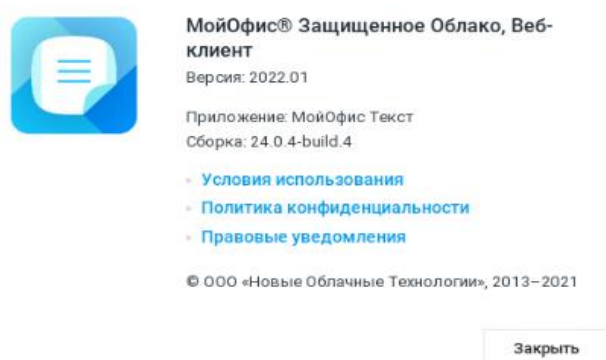 МойОфис® Защищенное Облако, Веб-
клиент
Версия: 2022.01
Приложение: МойОфис Текст
Сборка: 24.0.4-build.4
Условия использования
Политика конфиденциальности
Правовые уведомления
© ООО «Новые Облачные Технологии», 2013–2021
Закрыть